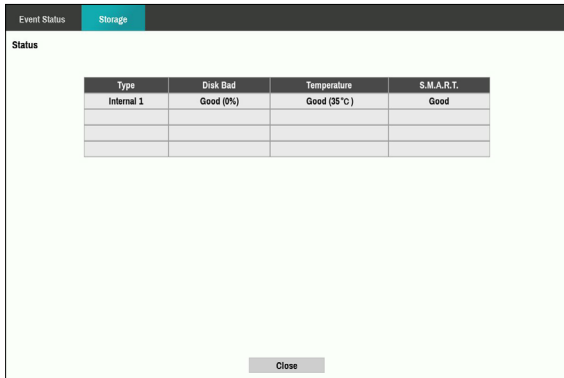 Event Status Storage
Status
Type Disk Bad Temperature S.M.A.R.T.
Internal 1 Good (0%) Good (35°C) Good
Close